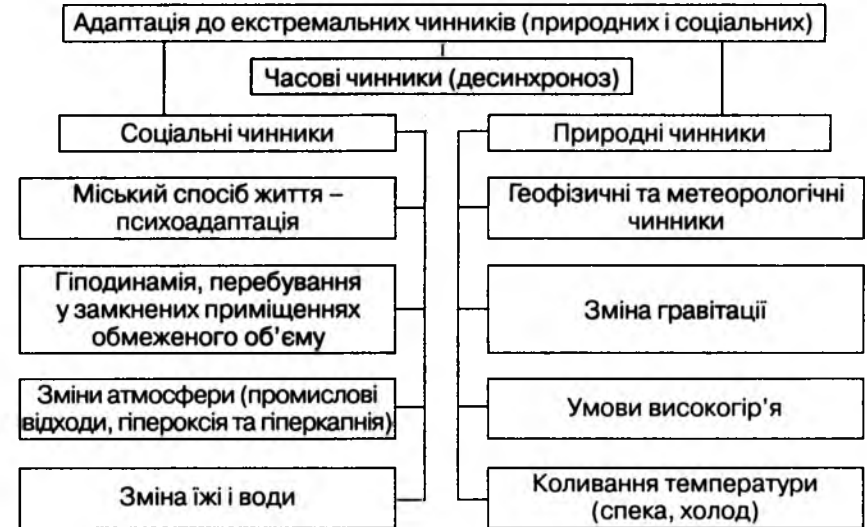 Адаптація до екстремальних чинників (природних і соціальних)
Часові чинники (десинхроноз)
Соціальні чинники
Міський спосіб життя –
психоадаптація
Гіподинамія, перебування
у замкнених приміщеннях
обмеженого об’єму
Зміни атмосфери (промислові
відходи, гіпероксія та гіперкапнія)
Зміна їжі і води
Природні чинники
Геофізичні та метеорологічні
чинники
Зміна гравітації
Умови високогір’я
Коливання температури
(спека, холод)